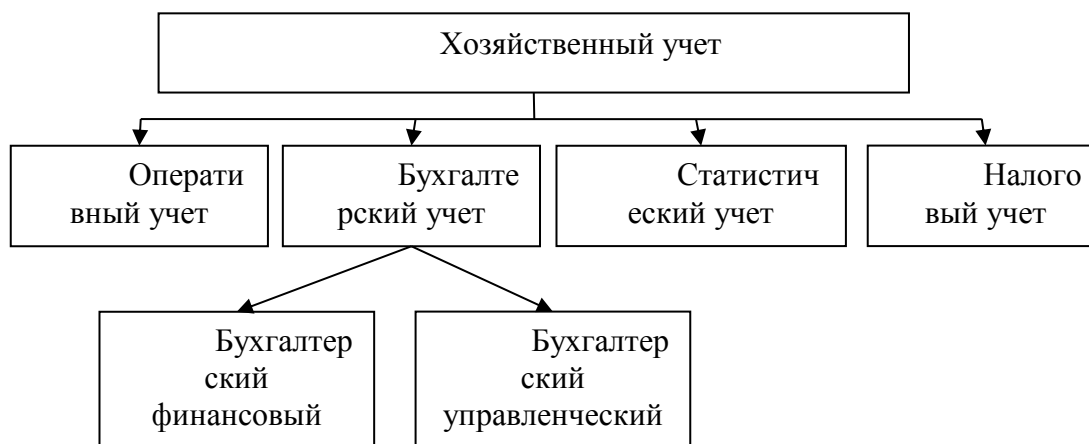 Хозяйственный учет
Операти
вный учет
Бухгалте
рский учет
Статистич
еский учет
Налого
вый учет
Бухгалтер
ский
финансовый
Бухгалтер
ский
управленческий